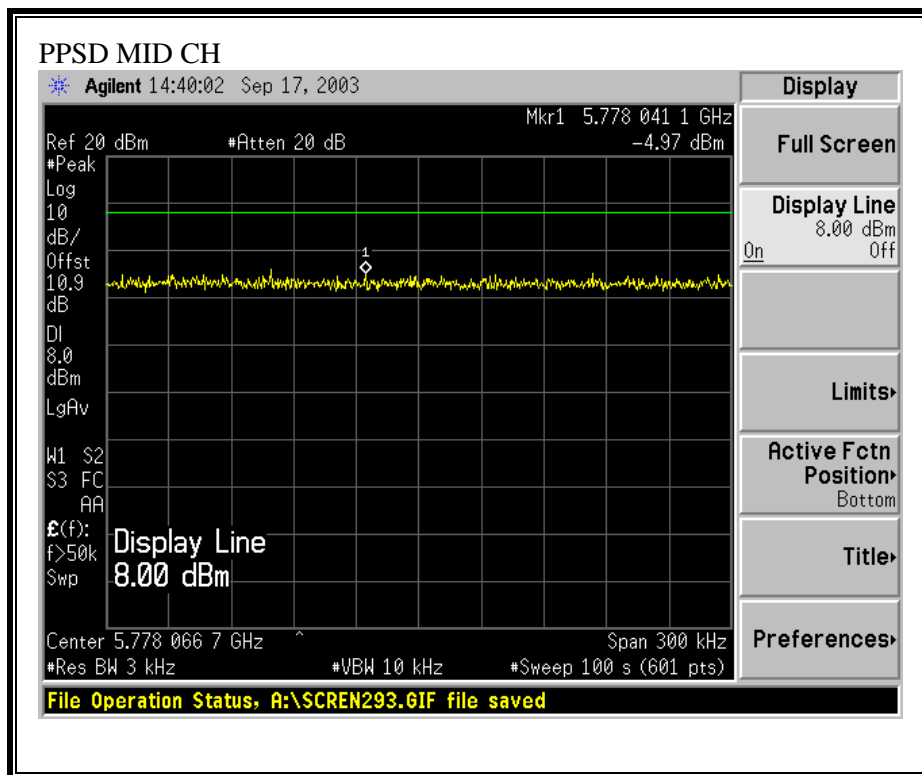 PPSD MID CH
Agilent 14:40:02 Sep 17, 2003
Display
Mkr1 5.778 041 1 GHz
Ref 20 dBm #Atten 20 dB -4.97 dBm
#Peak
Log
10
dB/
Offst
10.9
dB
DI
8.0
dBm
LgAv
W1 S2
S3 FC
AA
£(f):
f>50k
Swp
1
Display Line
8.00 dBm
Center 5.778 066 7 GHz ^ Span 300 kHz
#Res BW 3 kHz #VBW 10 kHz #Sweep 100 s (601 pts)
File Operation Status, A:\SCREN293.GIF file saved
Full Screen
Display Line
8.00 dBm
On Off
Limits
Active Fctn
Position
Bottom
Title
Preferences